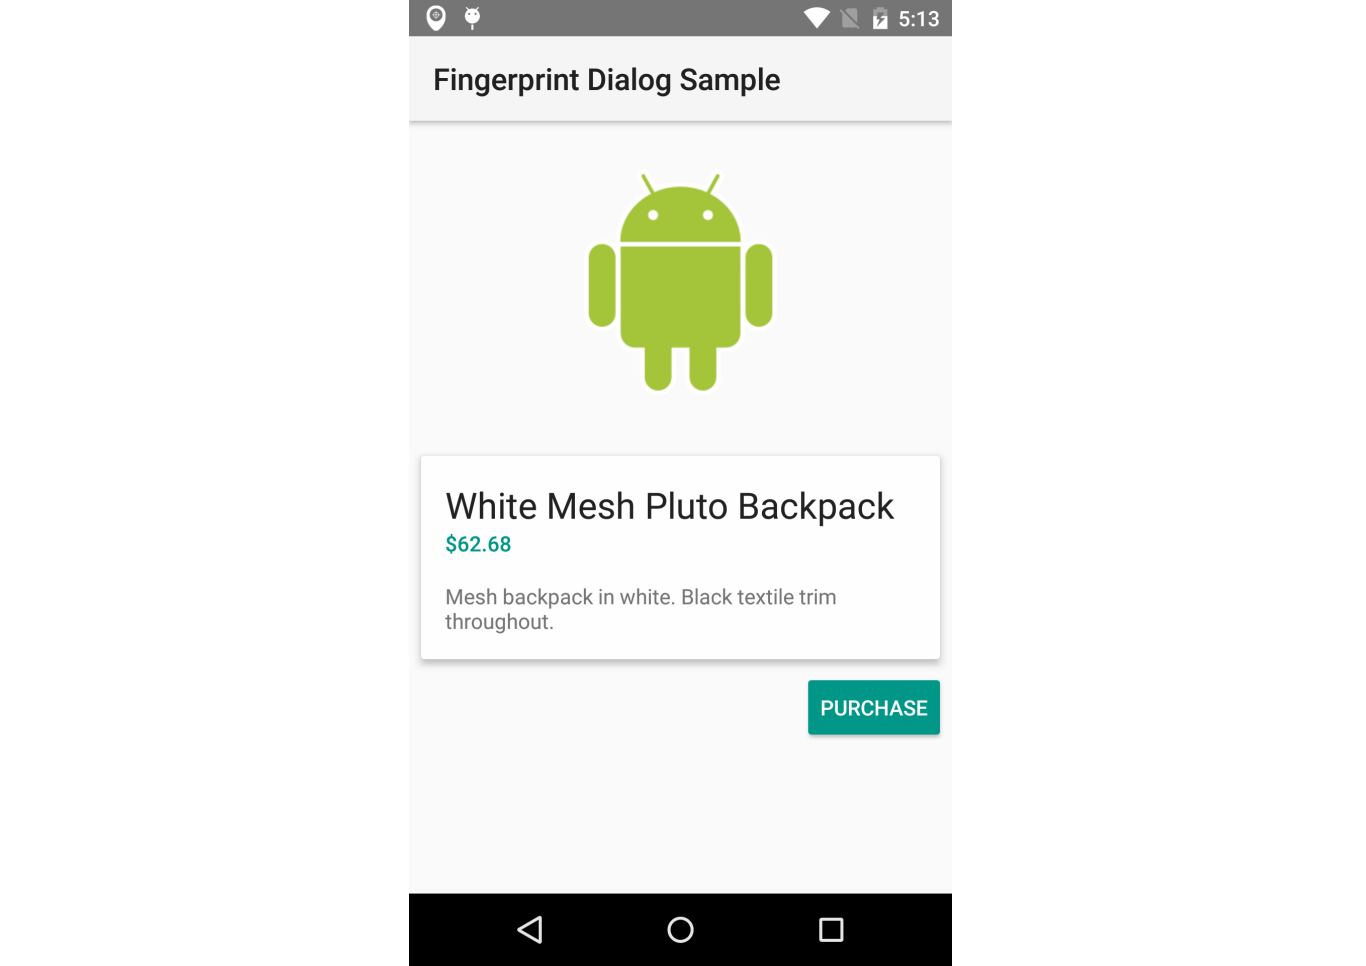 5:13
Fingerprint Dialog Sample
White Mesh Pluto Backpack
$62.68
Mesh backpack in white. Black textile trim
throughout.
PURCHASE